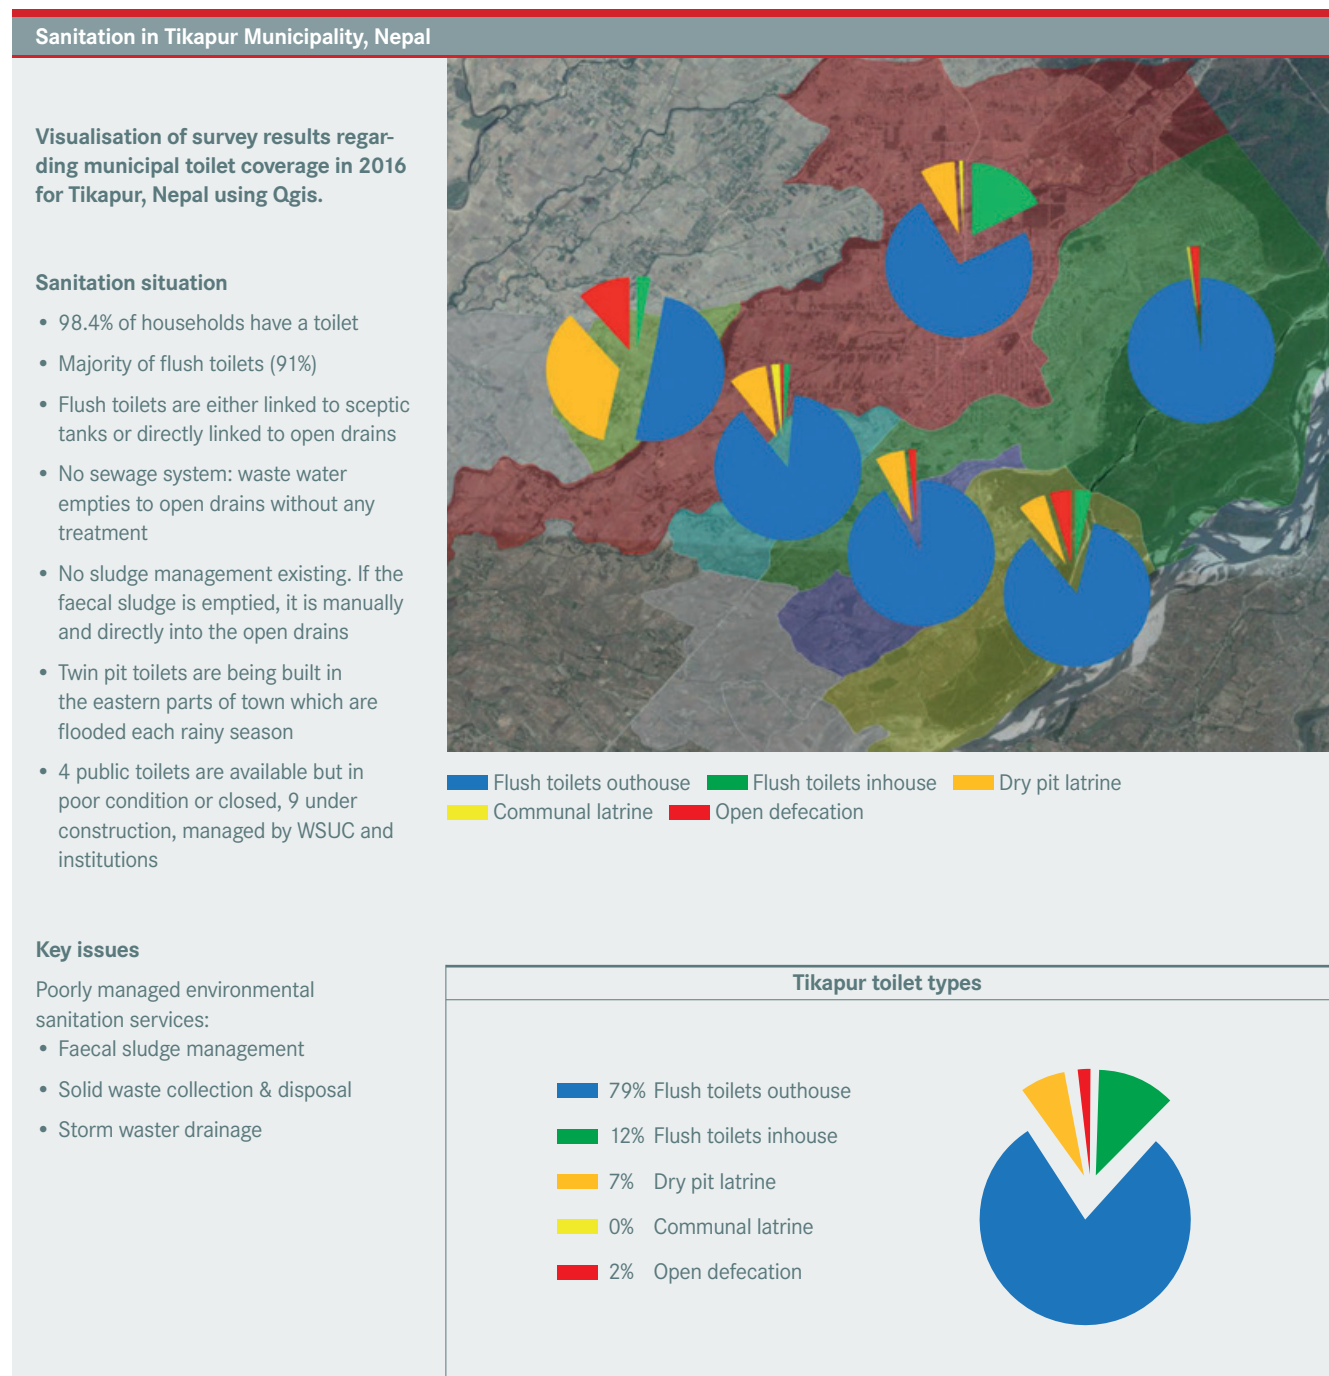 Sanitation in Tikapur Municipality, Nepal
Visualisation of survey results regar-
ding municipal toilet coverage in 2016
for Tikapur, Nepal using Qgis.
Sanitation situation
• 98.4% of households have a toilet
• Majority of flush toilets (91%)
• Flush toilets are either linked to sceptic
tanks or directly linked to open drains
• No sewage system: waste water
empties to open drains without any
treatment
• No sludge management existing. If the
faecal sludge is emptied, it is manually
and directly into the open drains
• Twin pit toilets are being built in
the eastern parts of town which are
flooded each rainy season
• 4 public toilets are available but in
poor condition or closed, 9 under
construction, managed by WSUC and
institutions
Key issues
Poorly managed environmental
sanitation services:
• Faecal sludge management
• Solid waste collection & disposal
• Storm waster drainage
Flush toilets outhouse Flush toilets inhouse Dry pit latrine
Communal latrine Open defecation
Tikapur toilet types
79% Flush toilets outhouse
12% Flush toilets inhouse
7% Dry pit latrine
0% Communal latrine
2% Open defecation